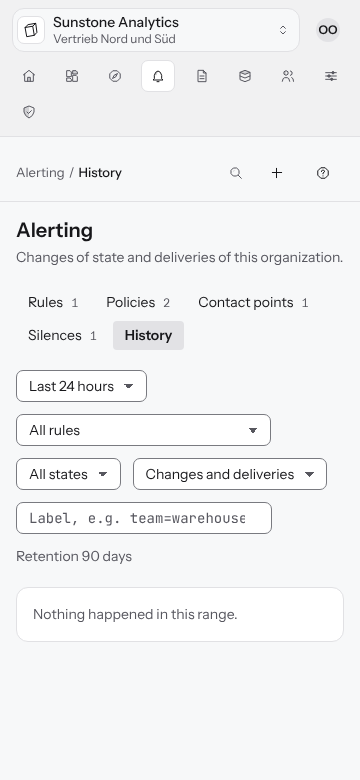 Sunstone Analytics
Vertrieb Nord und Süd
OO
Alerting / History
Alerting
Changes of state and deliveries of this organization.
Rules 1 Policies 2 Contact points 1
Silences 1 History
Last 24 hours
All rules
All states Changes and deliveries
Label, e.g. team=warehouse
Retention 90 days
Nothing happened in this range.